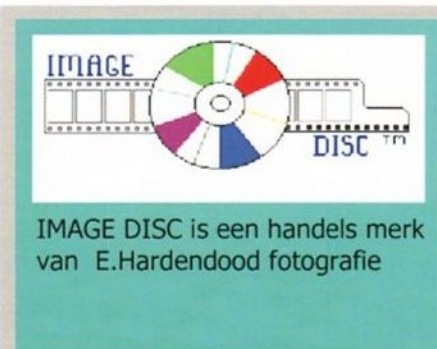 IMAGE
DISC TM
IMAGE DISC is een handels merk
van E.Hardendood fotografie